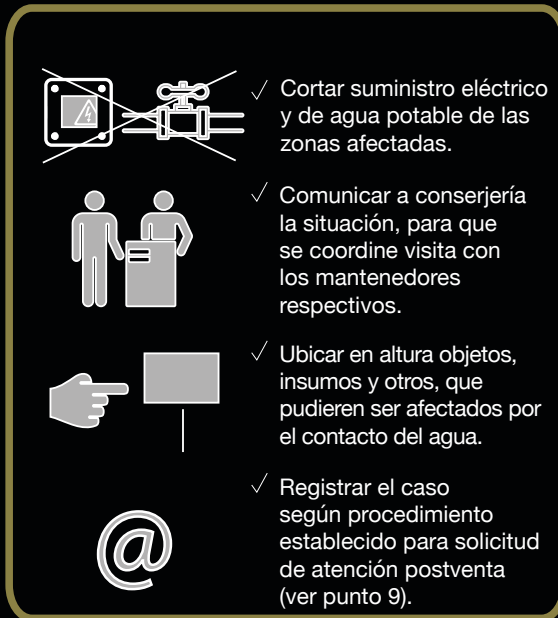 ✓ Cortar suministro eléctrico
y de agua potable de las
zonas afectadas.
✓ Comunicar a conserjería
la situación, para que
se coordine visita con
los mantenedores
respectivos.
✓ Ubicar en altura objetos,
insumos y otros, que
pudieren ser afectados por
el contacto del agua.
✓ Registrar el caso
según procedimiento
establecido para solicitud
de atención postventa
(ver punto 9).
@